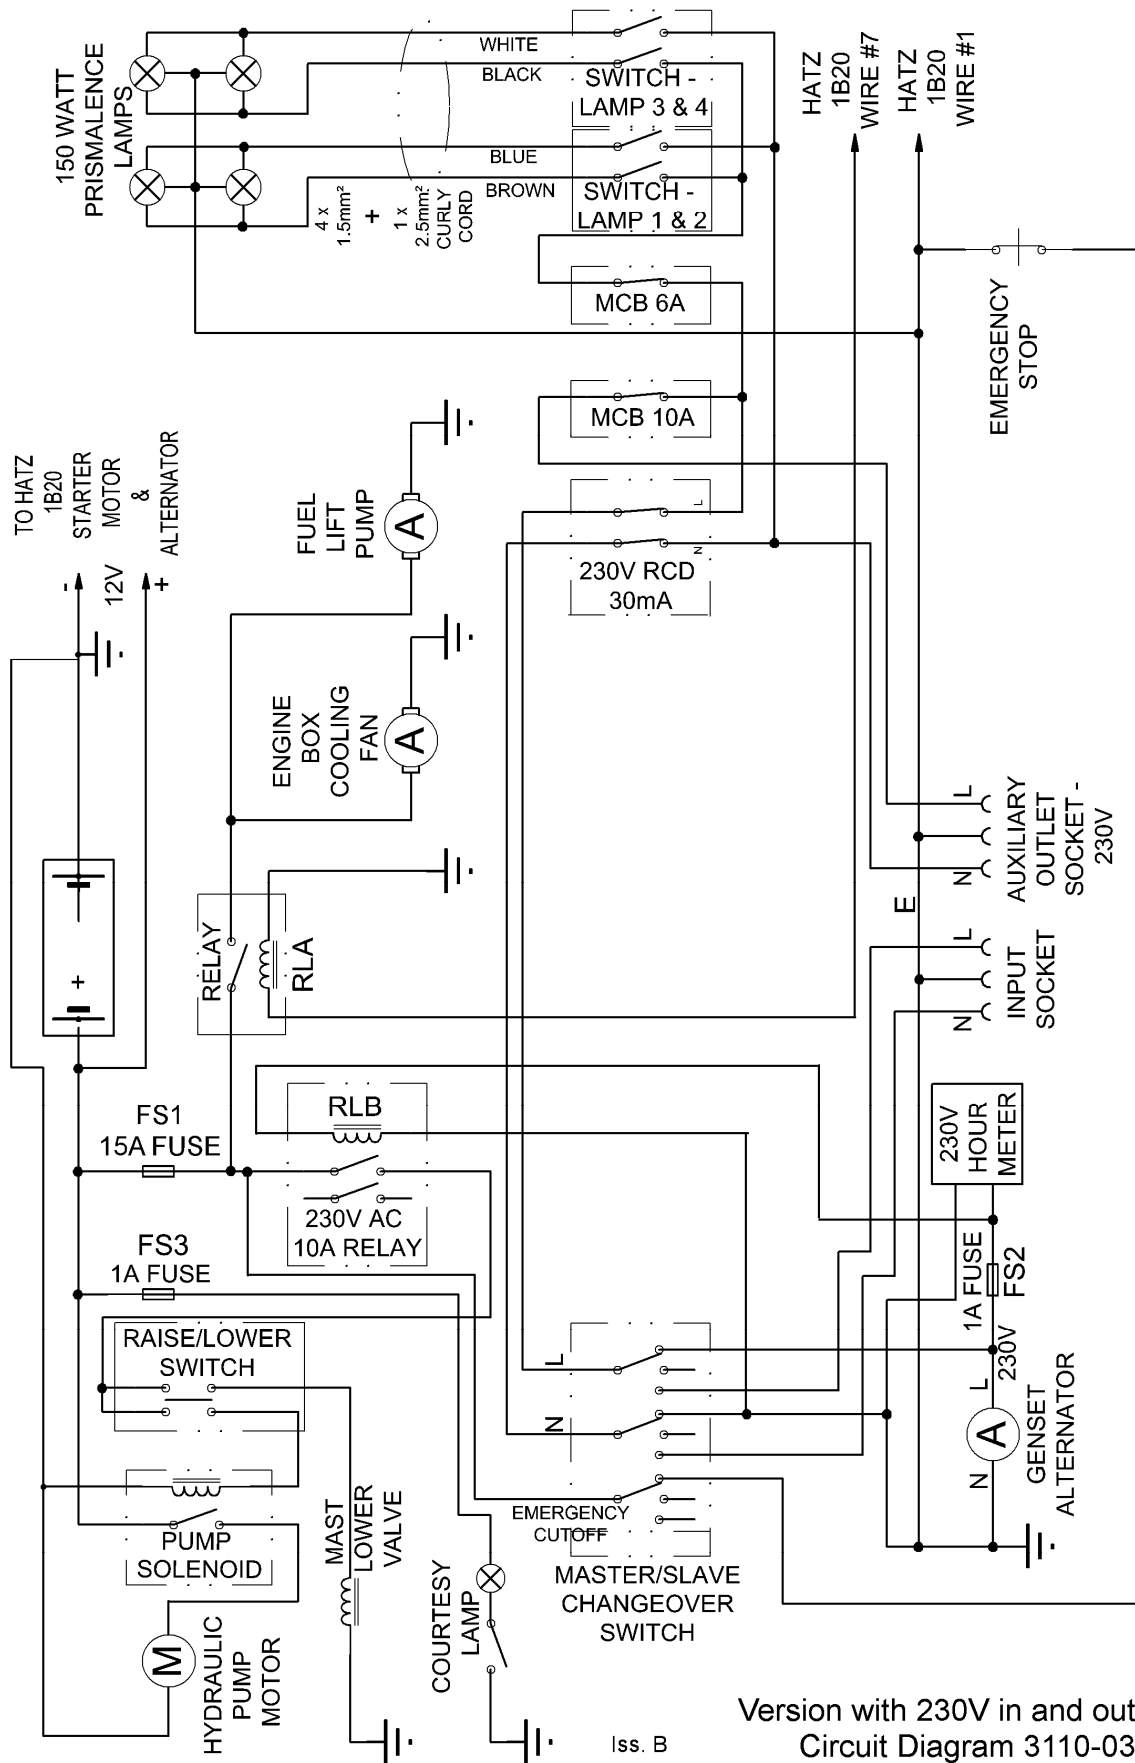 150 WATT
PRISMALENCE
LAMPS
WHITE
BLACK
BLUE
BROWN
4 x
1.5mm²
+
1 x
2.5mm²
CURLY
CORD
SWITCH -
LAMP 3 & 4
SWITCH -
LAMP 1 & 2
MCB 6A
MCB 10A
L
N
230V RCD
30mA
HATZ
1B20
WIRE #7
HATZ
1B20
WIRE #1
EMERGENCY
STOP
TO HATZ
1B20
STARTER
MOTOR
&
ALTERNATOR
-
12V
+
FUEL
LIFT
PUMP
A
ENGINE
BOX
COOLING
FAN
A
+
RELAY
RLA
E
L
N
AUXILIARY
OUTLET
SOCKET -
230V
L
N
INPUT
SOCKET
FS1
15A FUSE
RLB
230V AC
10A RELAY
FS3
1A FUSE
230V
HOUR
METER
1A FUSE
FS2
230V
L
A
N
GENSET
ALTERNATOR
RAISE/LOWER
SWITCH
PUMP
SOLENOID
M
HYDRAULIC
PUMP
MOTOR
MAST
LOWER
VALVE
COURTESY
LAMP
L
N
EMERGENCY
CUTOFF
MASTER/SLAVE
CHANGEOVER
SWITCH
Iss. B
Version with 230V in and out
Circuit Diagram 3110-03